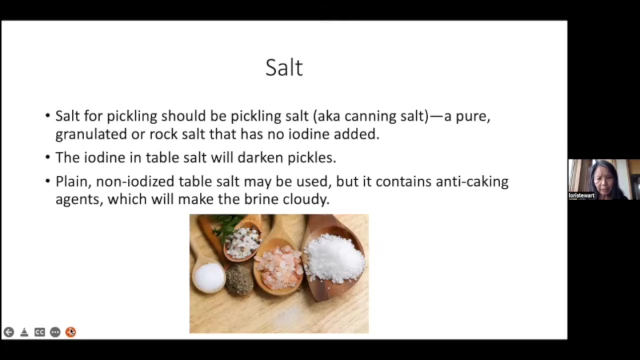 Salt
• Salt for pickling should be pickling salt (aka canning salt)—a pure,
granulated or rock salt that has no iodine added.
• The iodine in table salt will darken pickles.
• Plain, non-iodized table salt may be used, but it contains anti-caking
agents, which will make the brine cloudy.
loristewart
CC